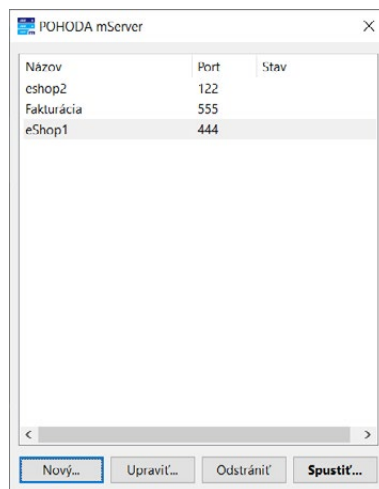 POHODA mServer
Názov Port Stav
eshop2 122
Fakturácia 555
eShop1 444
Nový... Upraviť... Odstrániť Spustiť...